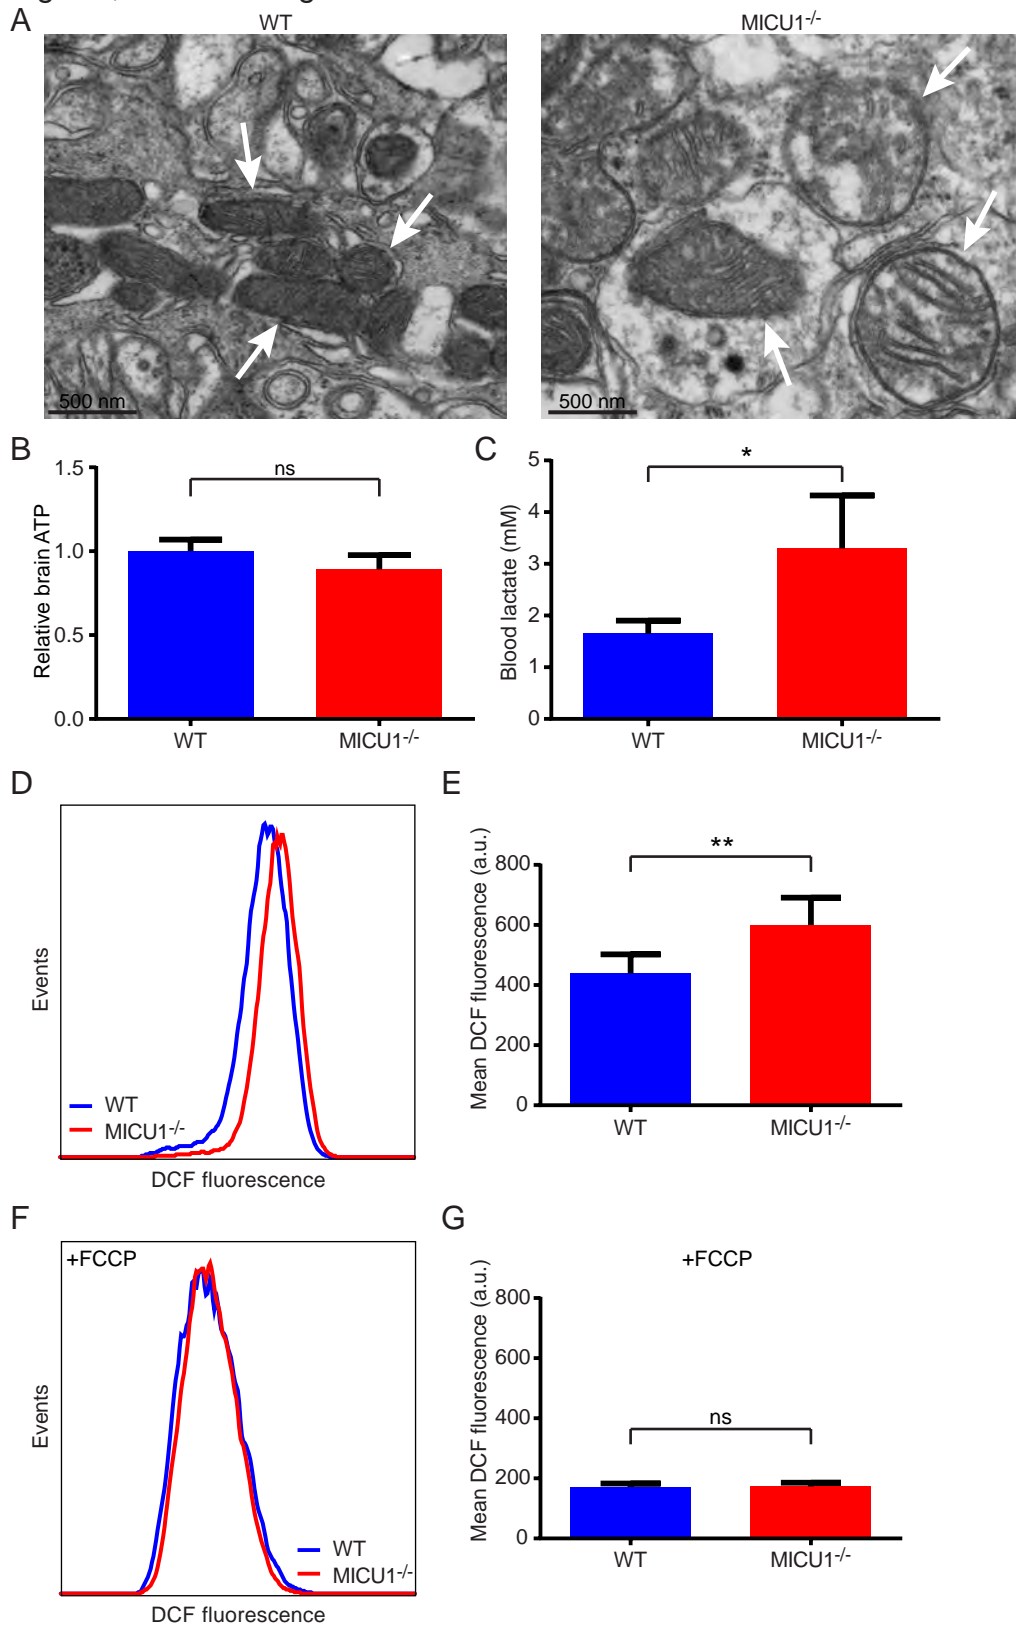 A
WT
MICU1-/-
500 nm
500 nm
B
Relative brain ATP
1.5
1.0
0.5
0.0
ns
WT
MICU1-/-
C
Blood lactate (mM)
5
4
3
2
1
0
*
WT
MICU1-/-
D
Events
WT
MICU1-/-
DCF fluorescence
E
Mean DCF fluorescence (a.u.)
800
600
400
200
0
**
WT
MICU1-/-
F
+FCCP
Events
WT
MICU1-/-
DCF fluorescence
G
+FCCP
Mean DCF fluorescence (a.u.)
800
600
400
200
0
ns
WT
MICU1-/-